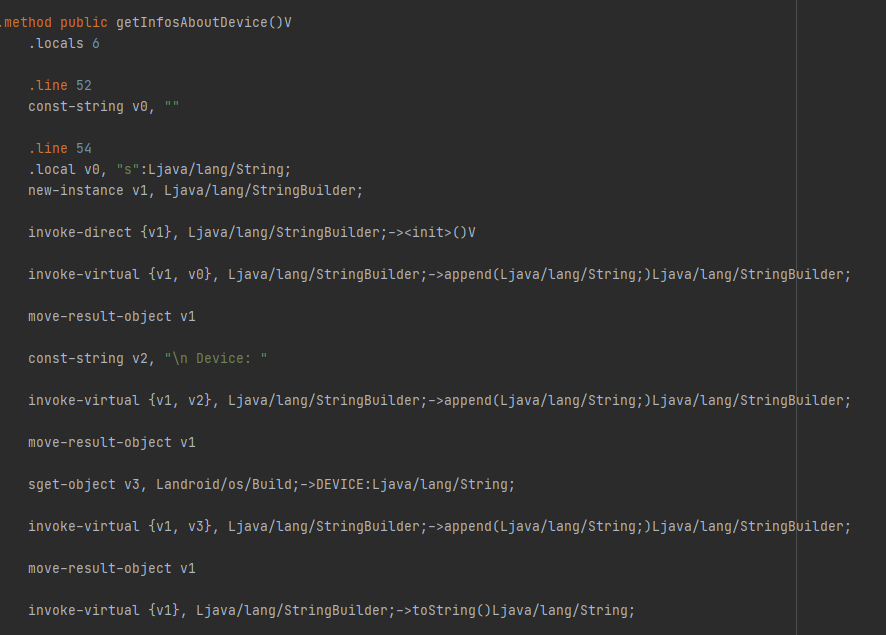 .method public getInfosAboutDevice()V
.locals 6
.line 52
const-string v0, ""
.line 54
.local v0, "s":Ljava/lang/String;
new-instance v1, Ljava/lang/StringBuilder;
invoke-direct {v1}, Ljava/lang/StringBuilder;-><init>()V
invoke-virtual {v1, v0}, Ljava/lang/StringBuilder;->append(Ljava/lang/String;)Ljava/lang/StringBuilder;
move-result-object v1
const-string v2, "\n Device: "
invoke-virtual {v1, v2}, Ljava/lang/StringBuilder;->append(Ljava/lang/String;)Ljava/lang/StringBuilder;
move-result-object v1
sget-object v3, Landroid/os/Build;->DEVICE:Ljava/lang/String;
invoke-virtual {v1, v3}, Ljava/lang/StringBuilder;->append(Ljava/lang/String;)Ljava/lang/StringBuilder;
move-result-object v1
invoke-virtual {v1}, Ljava/lang/StringBuilder;->toString()Ljava/lang/String;